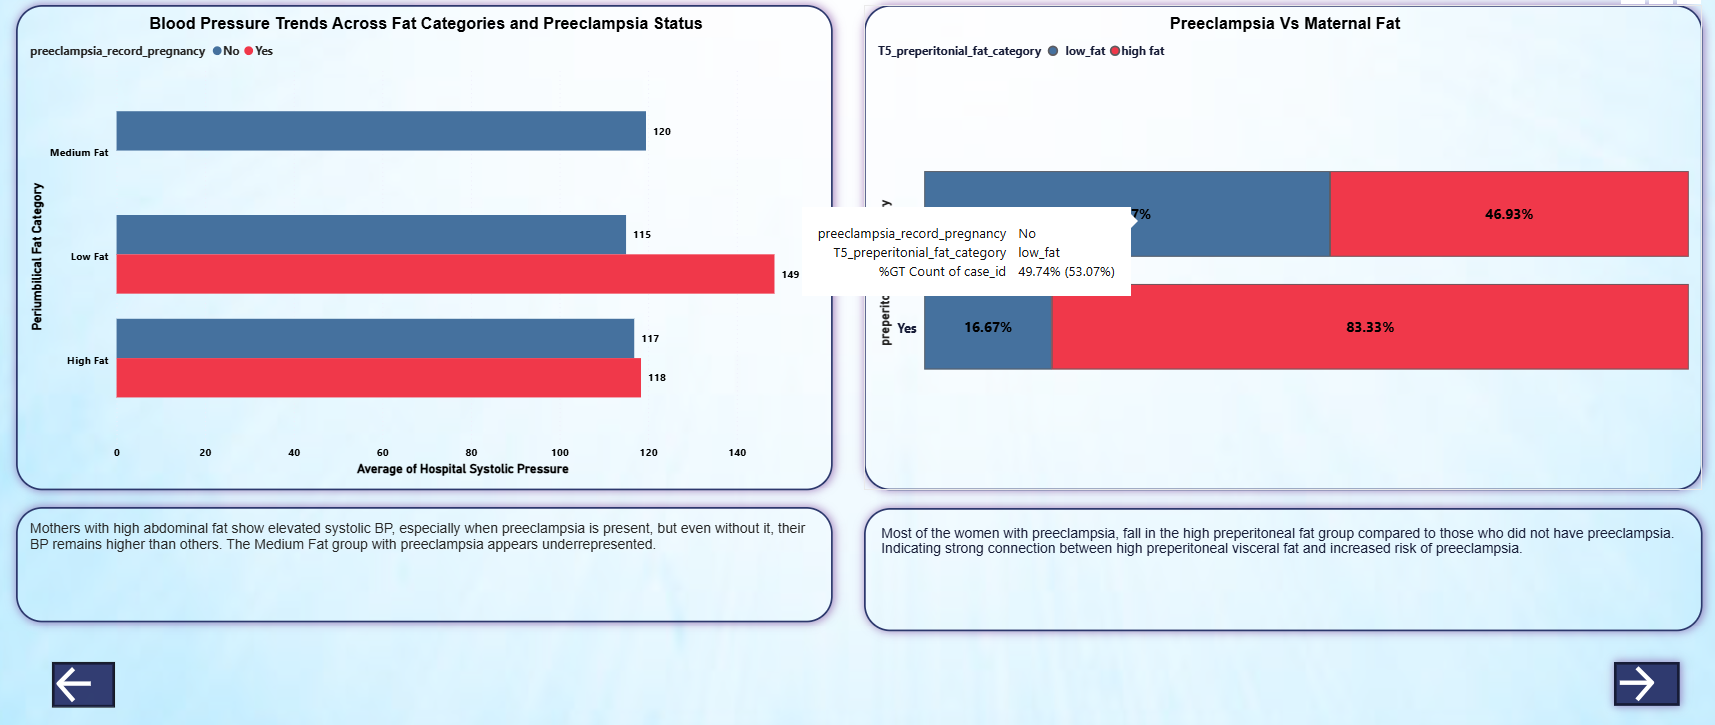 Blood Pressure Trends Across Fat Categories and Preeclampsia Status
preeclampsia_record_pregnancy No Yes
Periumbilical Fat Category
Medium Fat
120
Low Fat
115
149
High Fat
117
118
0 20 40 60 80 100 120 140
Average of Hospital Systolic Pressure
Mothers with high abdominal fat show elevated systolic BP, especially when preeclampsia is present, but even without it, their
BP remains higher than others. The Medium Fat group with preeclampsia appears underrepresented.
Preeclampsia Vs Maternal Fat
T5_preperitonial_fat_category low_fat high fat
7%
46.93%
preeclampsia_record_pregnancy No
T5_preperitonial_fat_category low_fat
%GT Count of case_id 49.74% (53.07%)
Yes
16.67%
83.33%
Most of the women with preeclampsia, fall in the high preperitoneal fat group compared to those who did not have preeclampsia.
Indicating strong connection between high preperitoneal visceral fat and increased risk of preeclampsia.